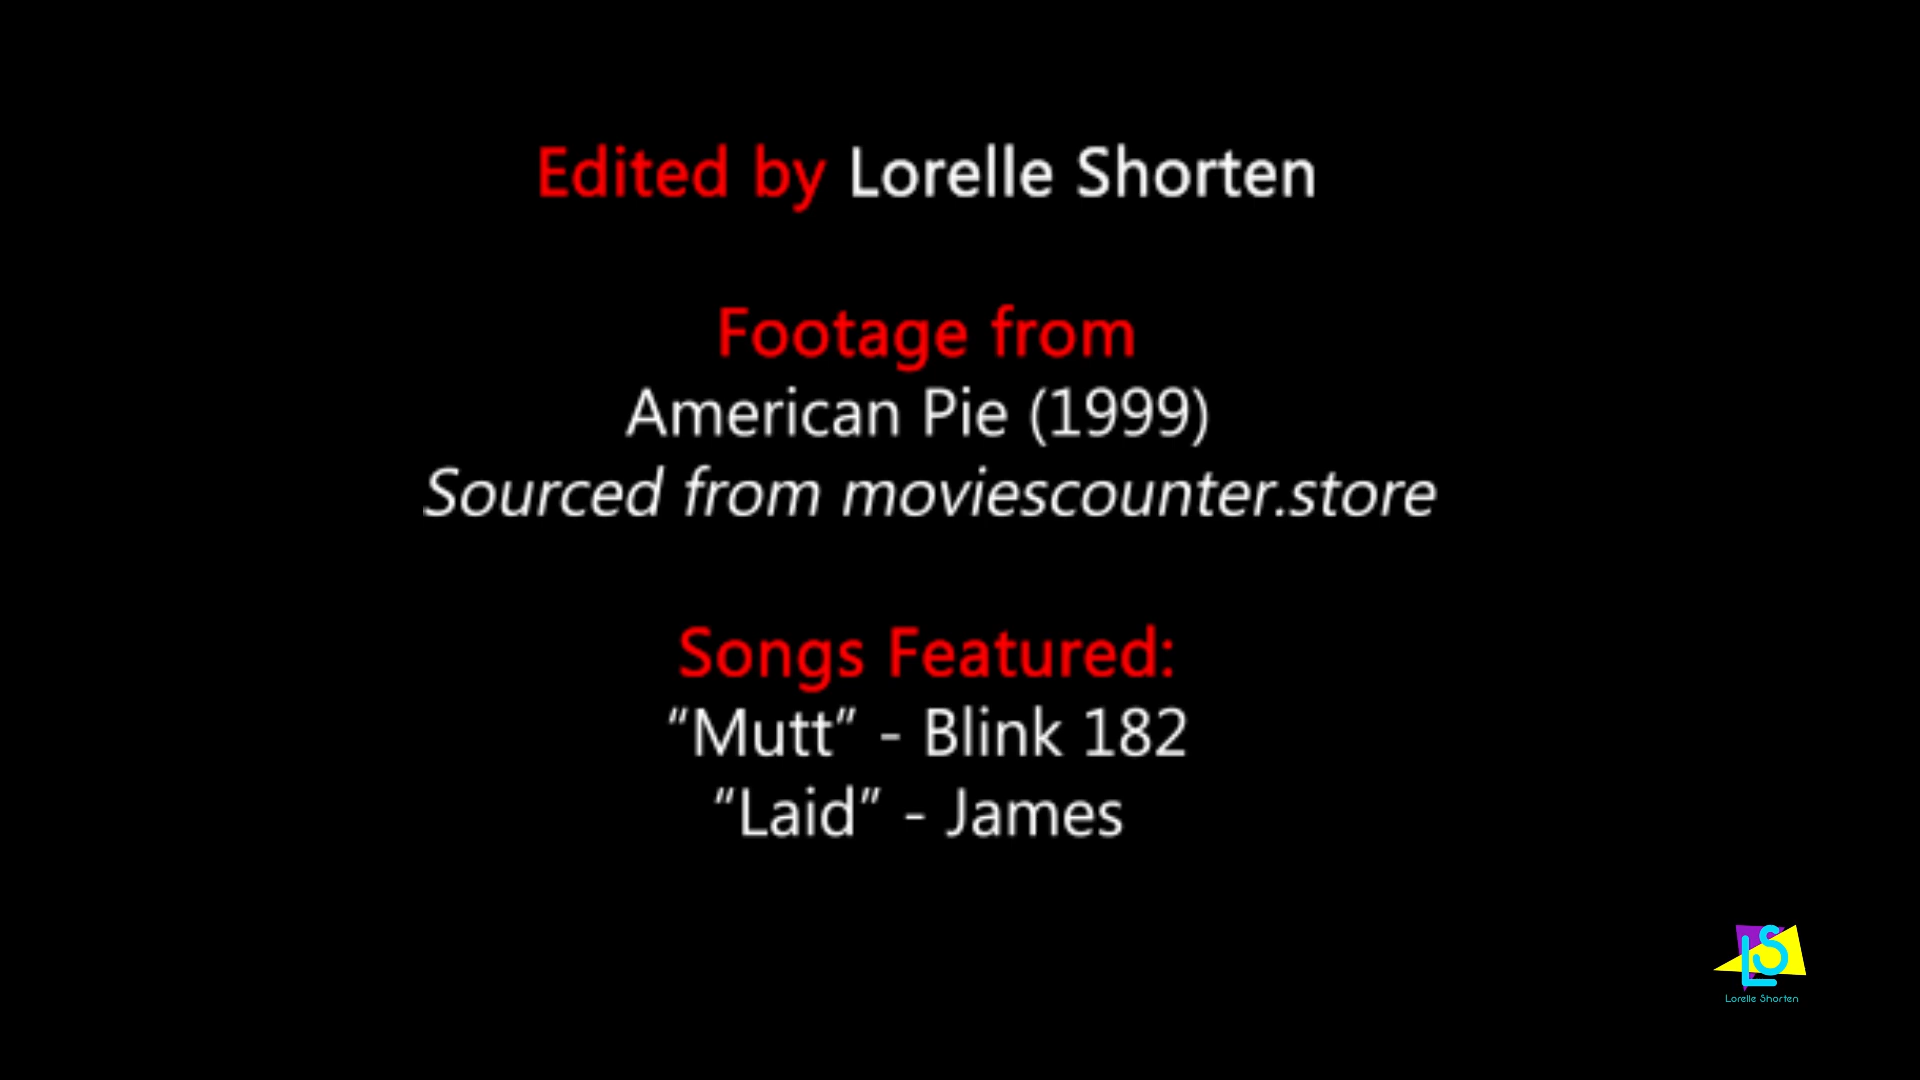 Edited by Lorelle Shorten
Footage from
American Pie (1999)
Sourced from moviescounter.store
Songs Featured:
“Mutt” - Blink 182
“Laid” - James
LS
Lorelle Shorten